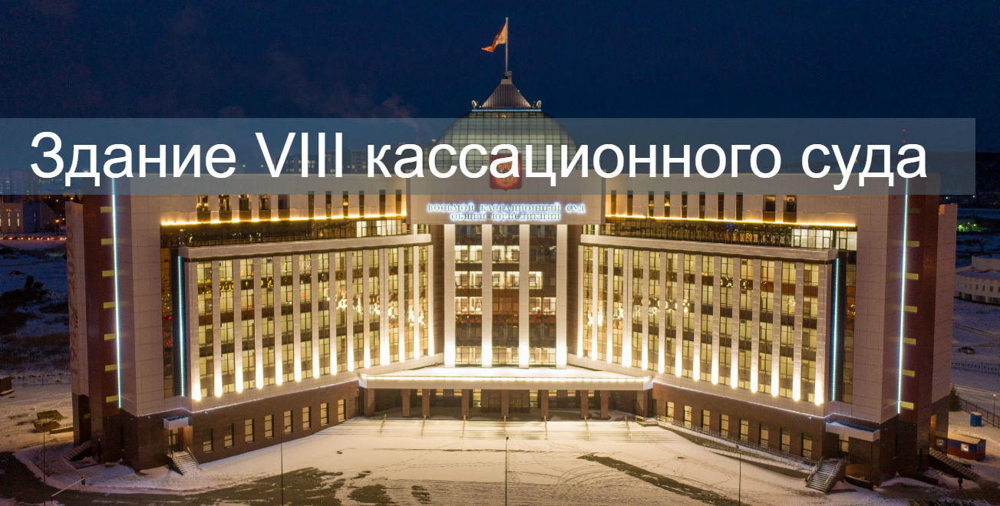 Здание VIII кассационного суда
ВОСЬМОЙ КАССАЦИОННЫЙ СУД
ОБЩЕЙ ЮРИСДИКЦИИ